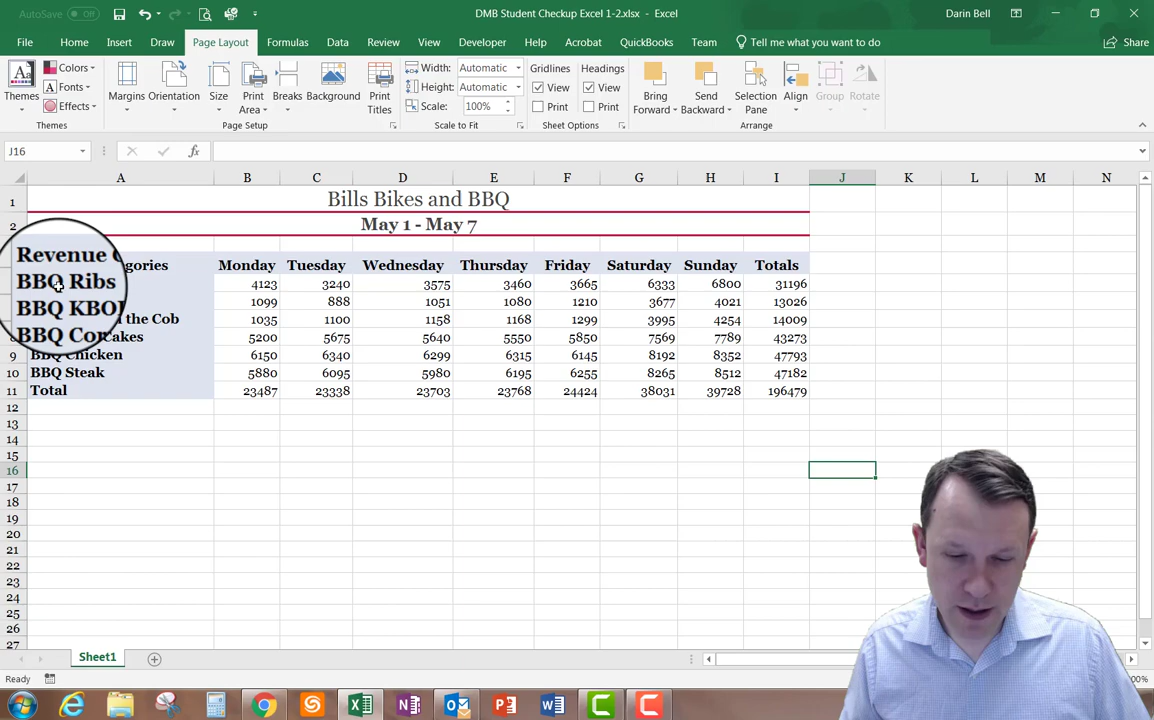 AutoSave Off DMB Student Checkup Excel 1-2.xlsx - Excel Darin Bell
File Home Insert Draw Page Layout Formulas Data Review View Developer Help Acrobat QuickBooks Team Tell me what you want to do Share
Themes Colors Fonts Effects Margins Orientation Size Print Area Breaks Background Print Titles Width: Automatic Height: Automatic Scale: 100% Gridlines View Print Headings View Print Bring Forward Send Backward Selection Pane Align Group Rotate
Themes Page Setup Scale to Fit Sheet Options Arrange
J16 fx
A B C D E F G H I J K L M N
1 Bills Bikes and BBQ
2 May 1 - May 7
Revenue gories Monday Tuesday Wednesday Thursday Friday Saturday Sunday Totals
BBQ Ribs 4123 3240 3575 3460 3665 6333 6800 31196
BBQ KBO 1099 888 1051 1080 1210 3677 4021 13026
BBQ Cor the Cob 1035 1100 1158 1168 1299 3995 4254 14009
Cakes 5200 5675 5640 5550 5850 7569 7789 43273
9 BBQ Chicken 6150 6340 6299 6315 6145 8192 8352 47793
10 BBQ Steak 5880 6095 5980 6195 6255 8265 8512 47182
11 Total 23487 23338 23703 23768 24424 38031 39728 196479
12
13
14
15
16
17
18
19
20
21
22
23
24
25
26
27
Sheet1
Ready 00%